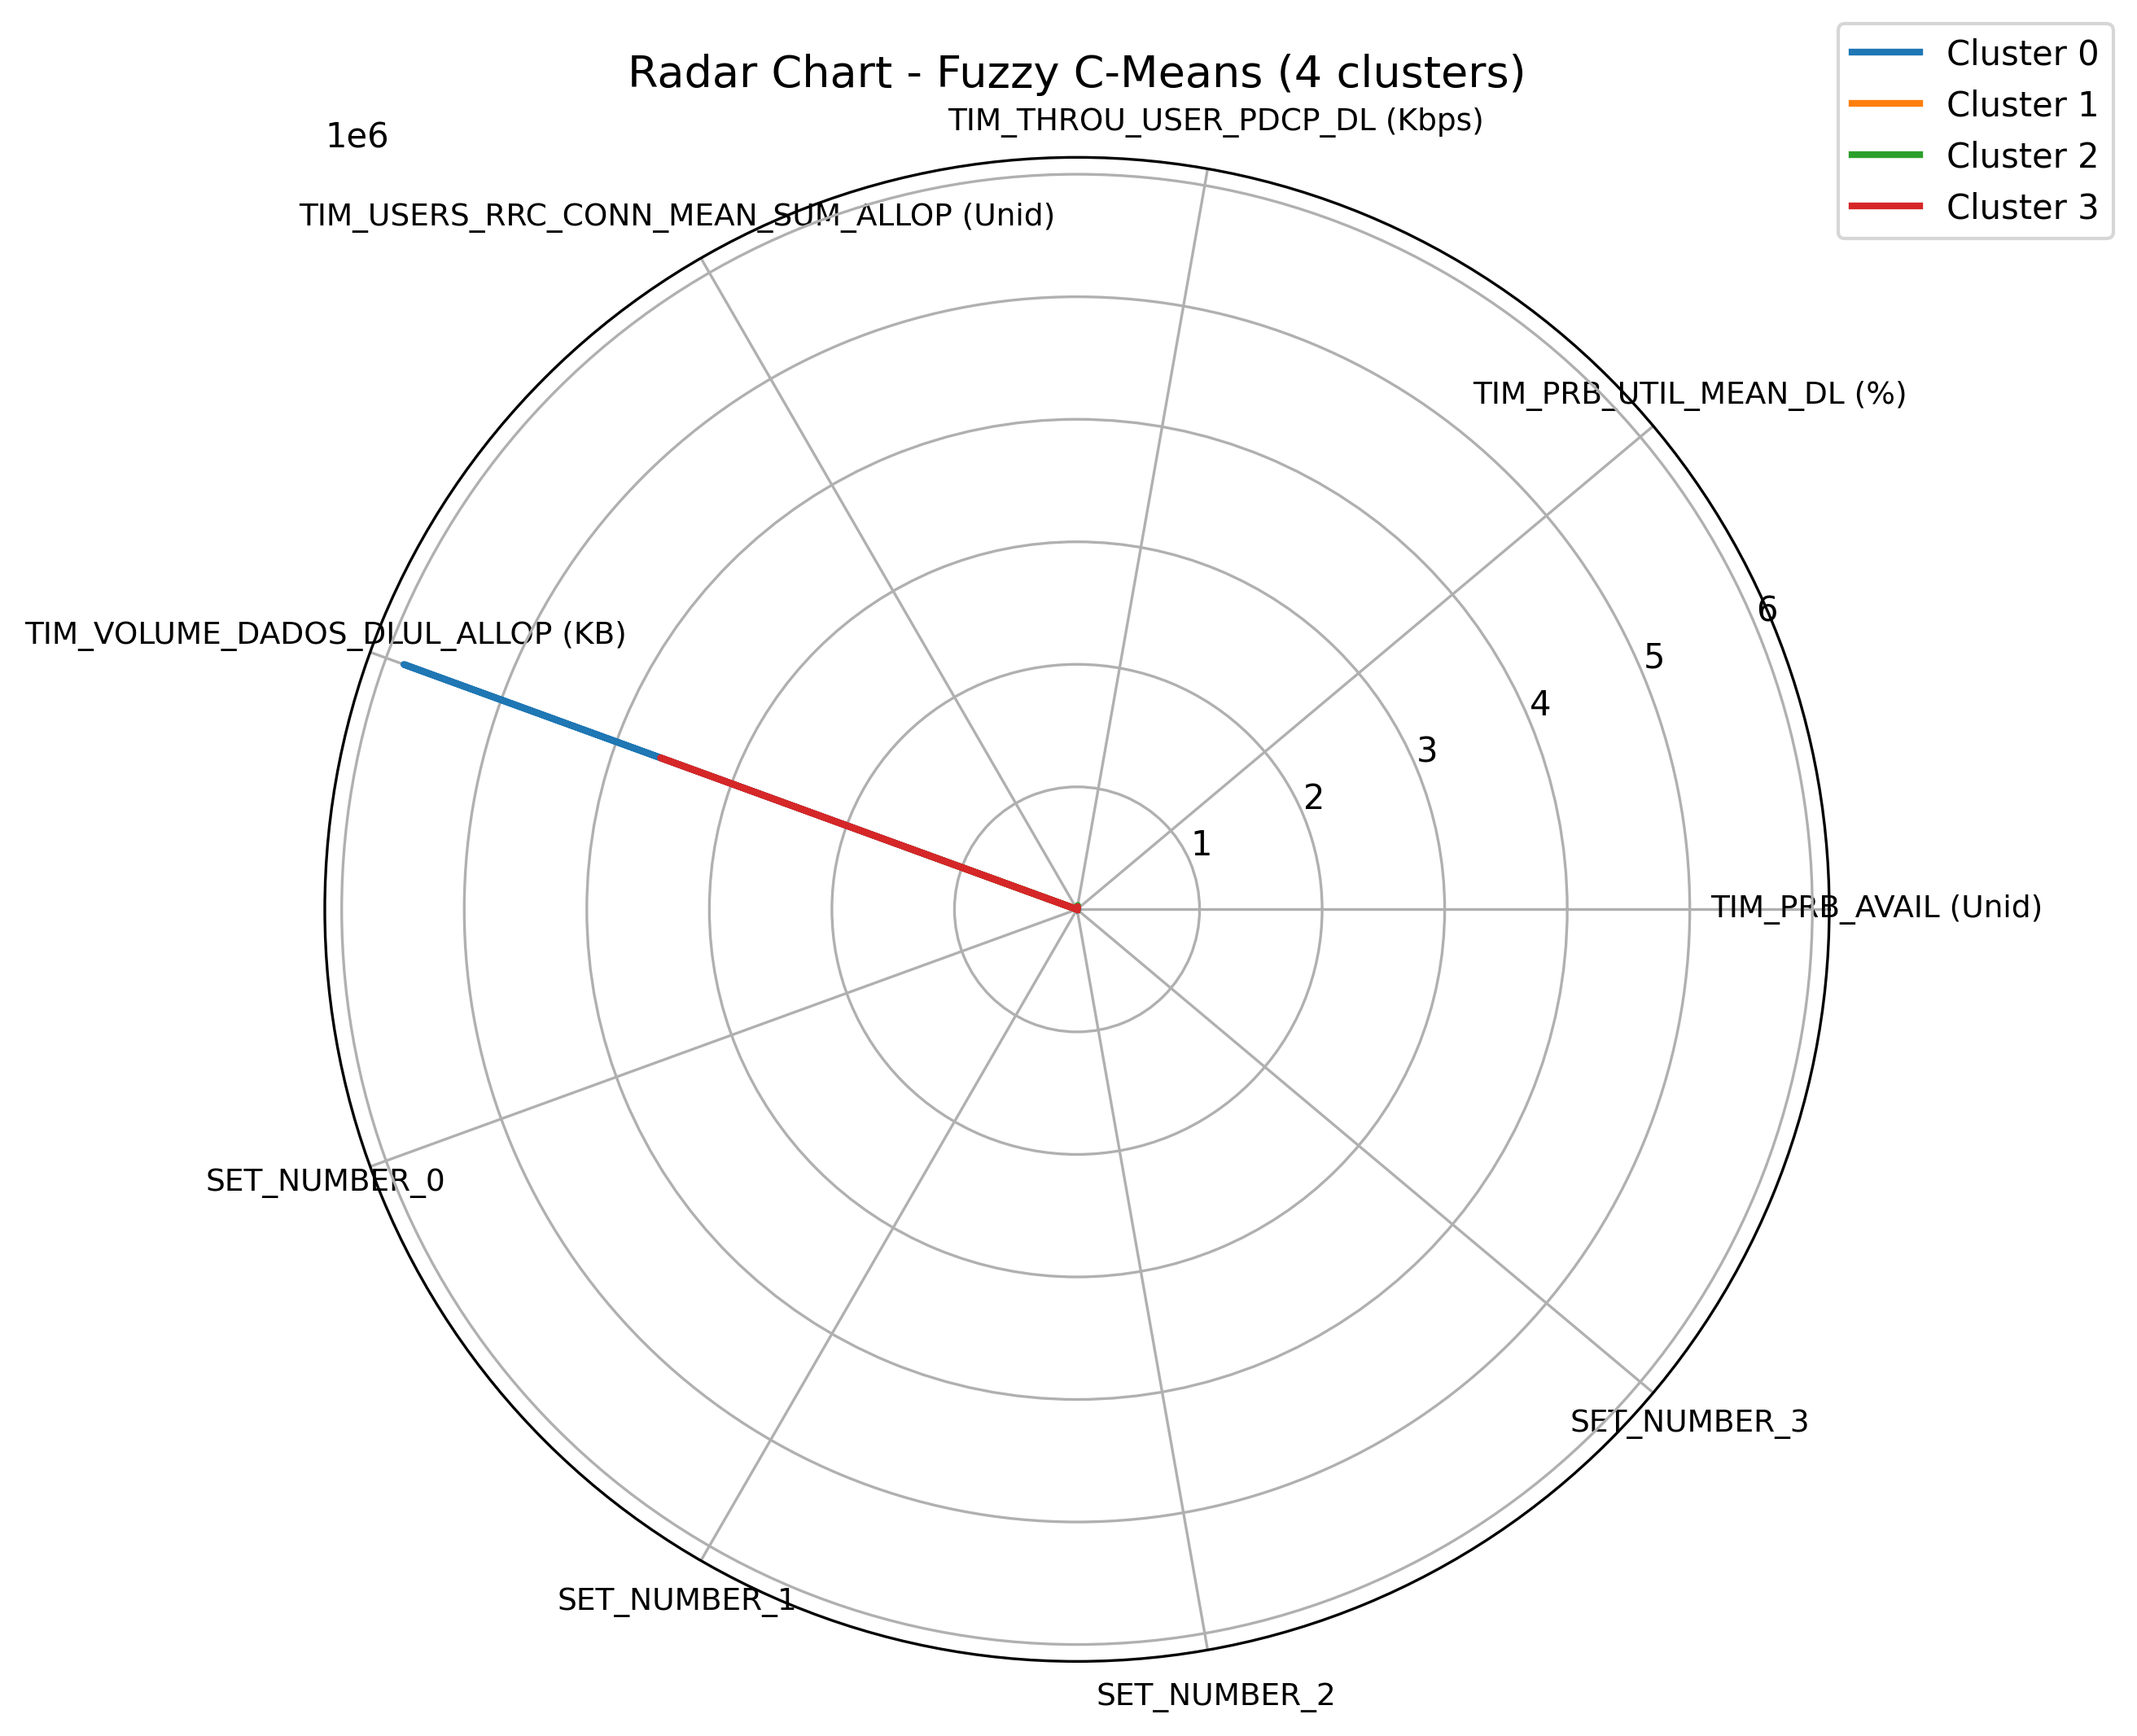 Radar Chart - Fuzzy C-Means (4 clusters)
Cluster 0
Cluster 1
Cluster 2
Cluster 3
1e6
TIM_THROU_USER_PDCP_DL (Kbps)
TIM_USERS_RRC_CONN_MEAN_SUM_ALLOP (Unid)
TIM_PRB_UTIL_MEAN_DL (%)
TIM_VOLUME_DADOS_DLUL_ALLOP (KB)
6
5
4
3
2
1
TIM_PRB_AVAIL (Unid)
SET_NUMBER_0
SET_NUMBER_3
SET_NUMBER_1
SET_NUMBER_2